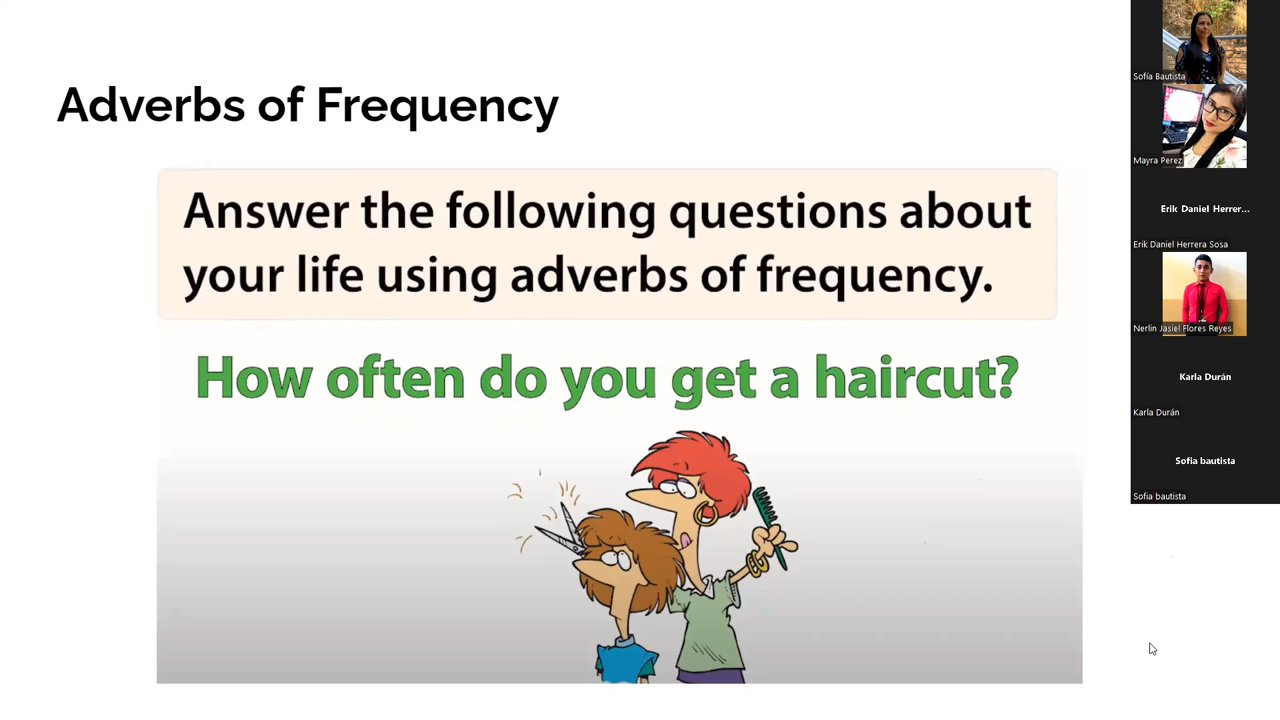 Adverbs of Frequency
Answer the following questions about
your life using adverbs of frequency.
How often do you get a haircut?
Sofía Bautista
Mayra Perez
Erik Daniel Herrer...
Erik Daniel Herrera Sosa
Nerlin Jasiel Flores Reyes
Karla Durán
Karla Durán
Sofia bautista
Sofia bautista